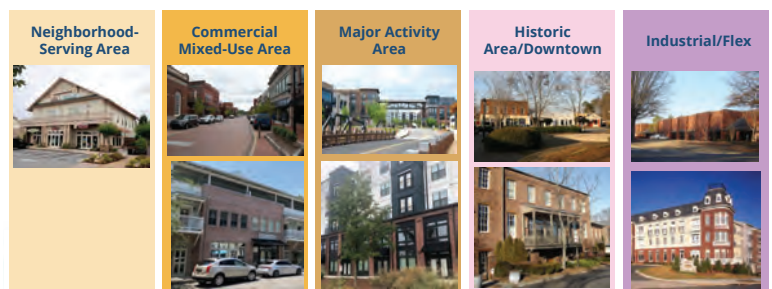 Neighborhood-
Serving Area
Commercial
Mixed-Use Area
Major Activity
Area
Historic
Area/Downtown
Industrial/Flex